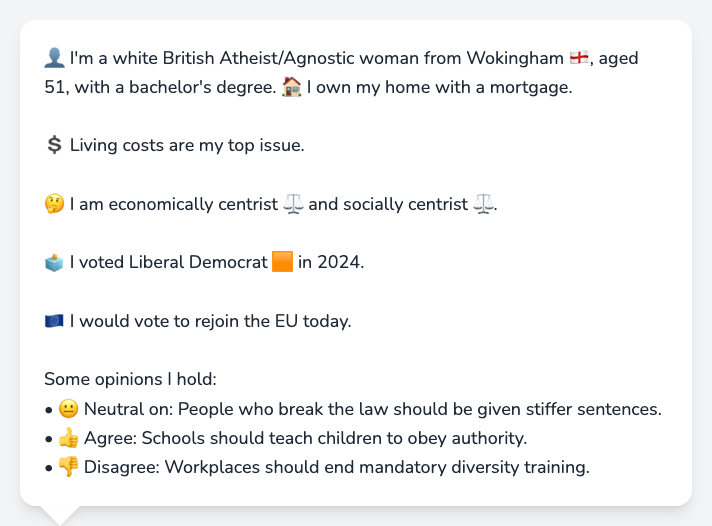 👤 I'm a white British Atheist/Agnostic woman from Wokingham 🏴󠁧󠁢󠁥󠁮󠁧󠁿, aged
51, with a bachelor's degree. 🏠 I own my home with a mortgage.
💲 Living costs are my top issue.
🤔 I am economically centrist ⚖️ and socially centrist ⚖️.
🗳️ I voted Liberal Democrat 🟧 in 2024.
🇪🇺 I would vote to rejoin the EU today.
Some opinions I hold:
• 😐 Neutral on: People who break the law should be given stiffer sentences.
• 👍 Agree: Schools should teach children to obey authority.
• 👎 Disagree: Workplaces should end mandatory diversity training.